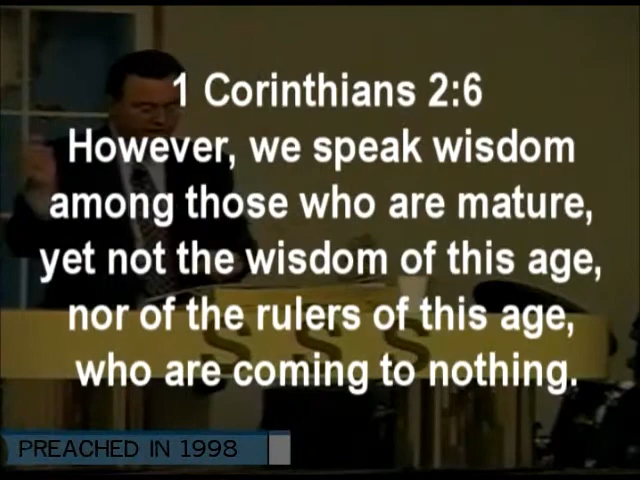 1 Corinthians 2:6
However, we speak wisdom
among those who are mature,
yet not the wisdom of this age,
nor of the rulers of this age,
who are coming to nothing.
S S S
PREACHED IN 1998